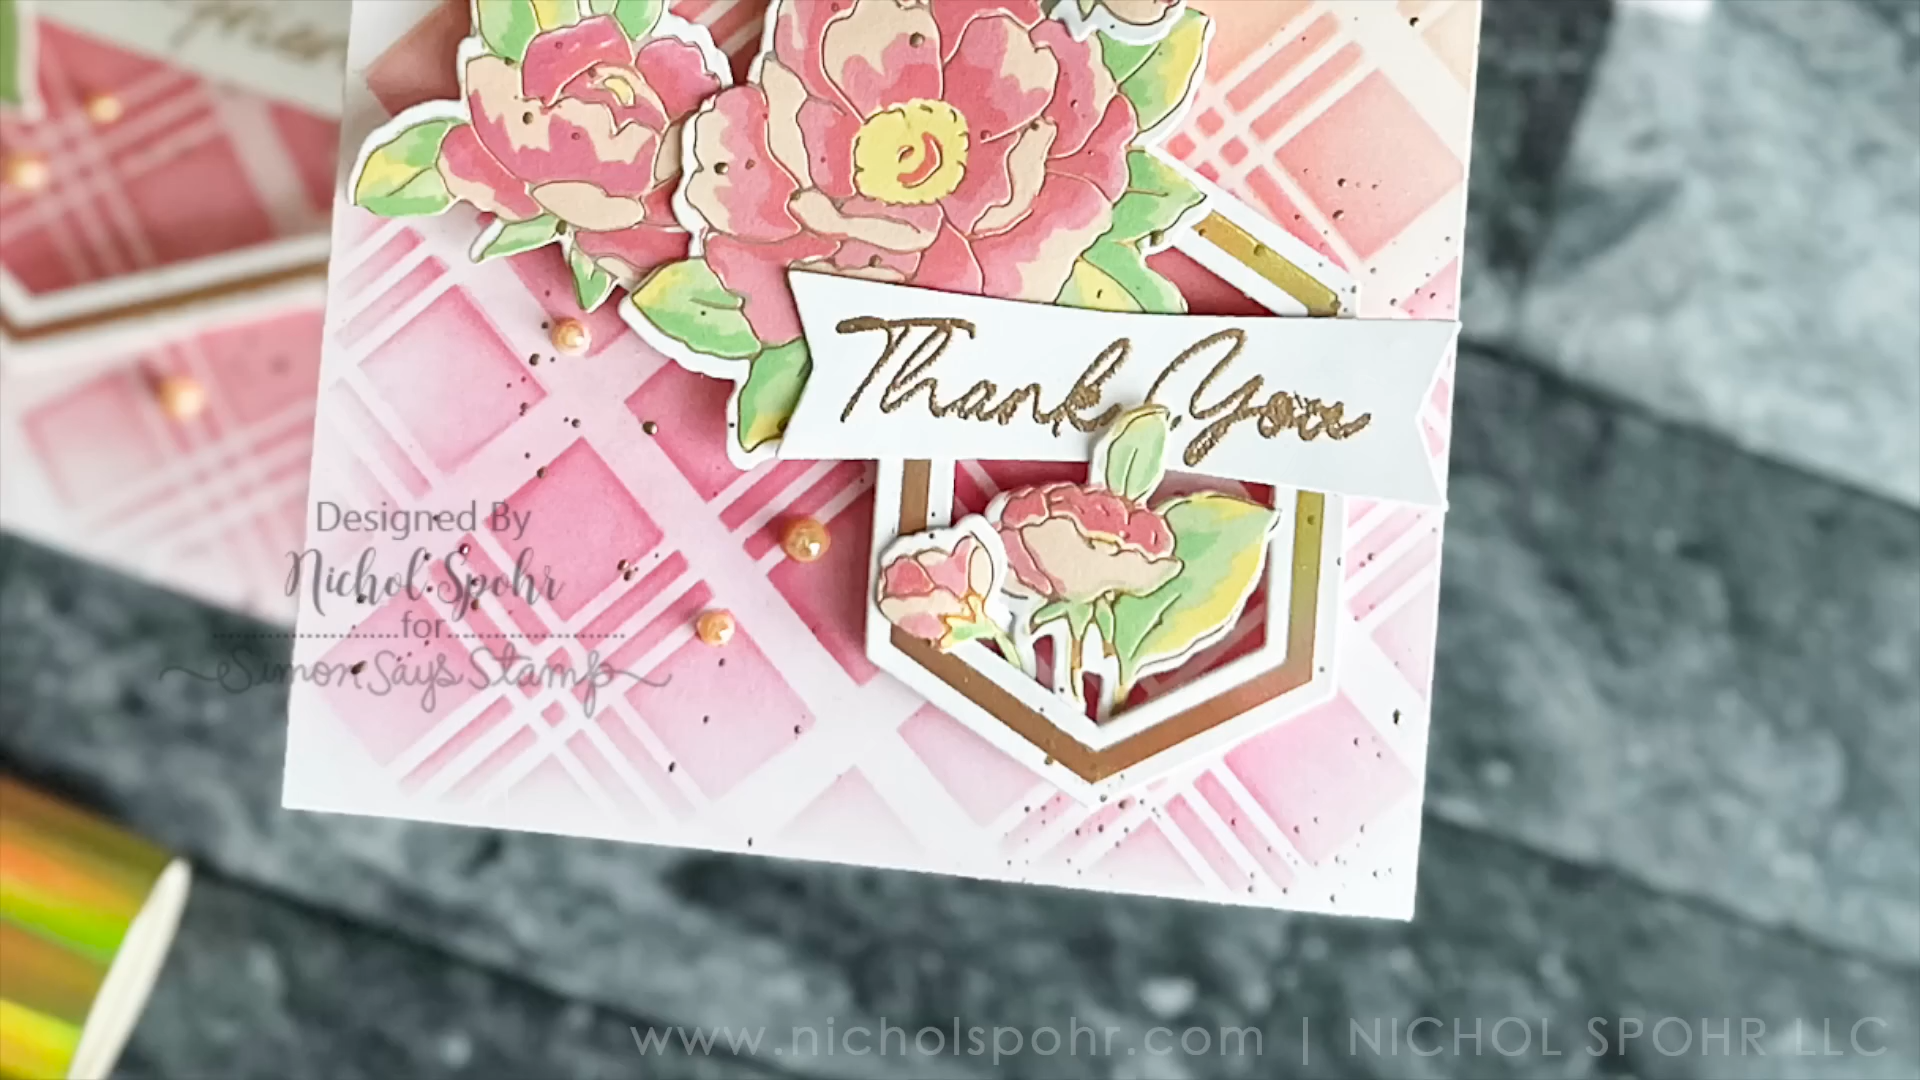 Thank You
Designed By
Nichol Spohr
for
Simon Says Stamp
www.nicholspohr.com | NICHOL SPOHR LLC